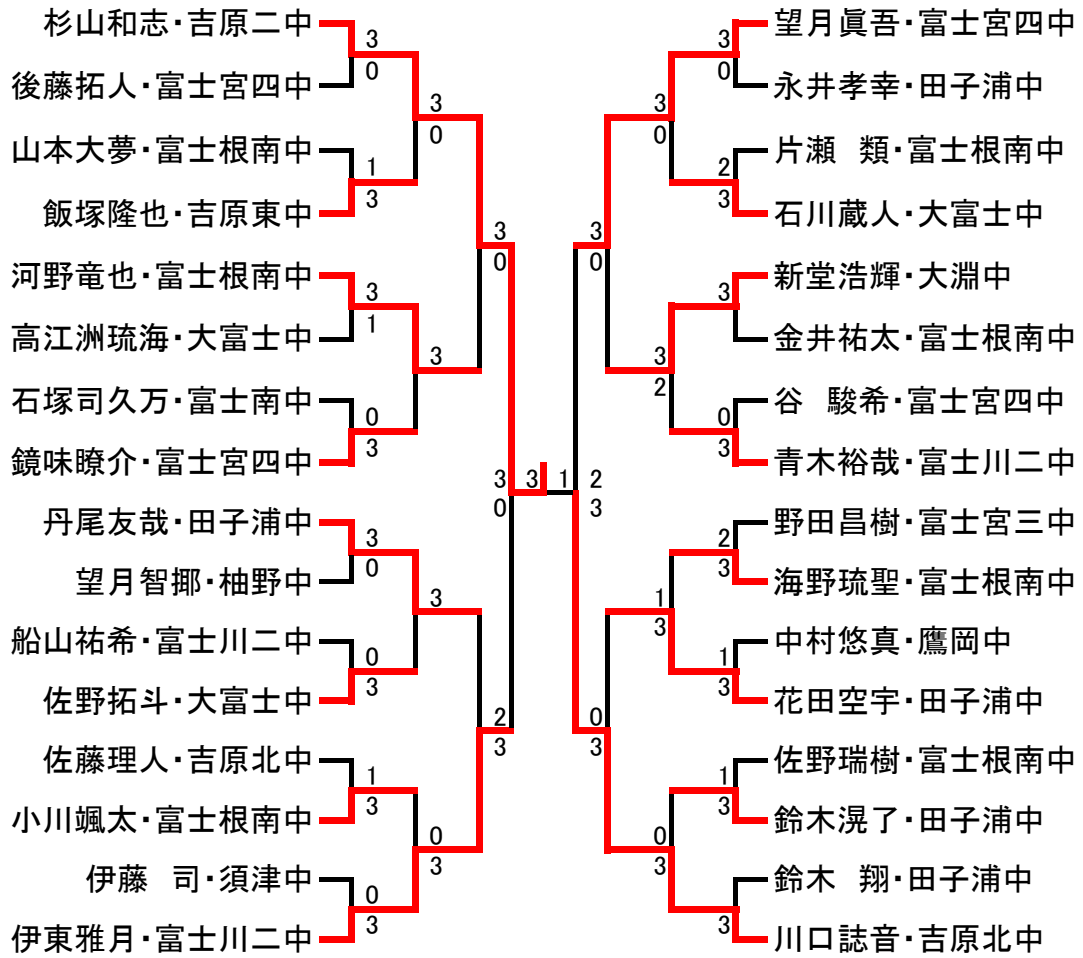 杉山和志・吉原二中
後藤拓人・富士宮四中
山本大夢・富士根南中
飯塚隆也・吉原東中
河野竜也・富士根南中
高江洲琉海・大富士中
石塚司久万・富士南中
鏡味瞭介・富士宮四中
丹尾友哉・田子浦中
望月智揶・柚野中
船山祐希・富士川二中
佐野拓斗・大富士中
佐藤理人・吉原北中
小川颯太・富士根南中
伊藤 司・須津中
伊東雅月・富士川二中
3
0
1
3
3
1
0
3
3
0
0
3
1
3
0
3
3
0
3
3
0
3
3
0
2
3
3
0
3
1
2
3
3
0
0
3
3
0
3
2
1
3
0
3
3
0
2
3
3
0
3
2
3
1
3
1
3
3
望月眞吾・富士宮四中
永井孝幸・田子浦中
片瀬 類・富士根南中
石川蔵人・大富士中
新堂浩輝・大淵中
金井祐太・富士根南中
谷 駿希・富士宮四中
青木裕哉・富士川二中
野田昌樹・富士宮三中
海野琉聖・富士根南中
中村悠真・鷹岡中
花田空宇・田子浦中
佐野瑞樹・富士根南中
鈴木滉了・田子浦中
鈴木 翔・田子浦中
川口誌音・吉原北中